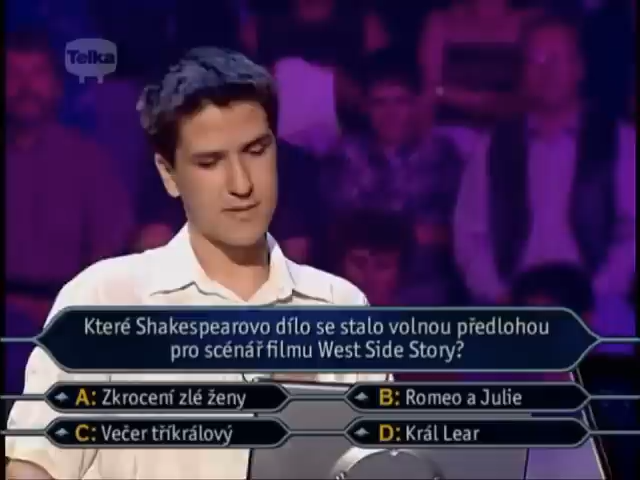 Telka
Které Shakespearovo dílo se stalo volnou předlohou
pro scénář filmu West Side Story?
A: Zkrocení zlé ženy
B: Romeo a Julie
C: Večer tříkrálový
D: Král Lear